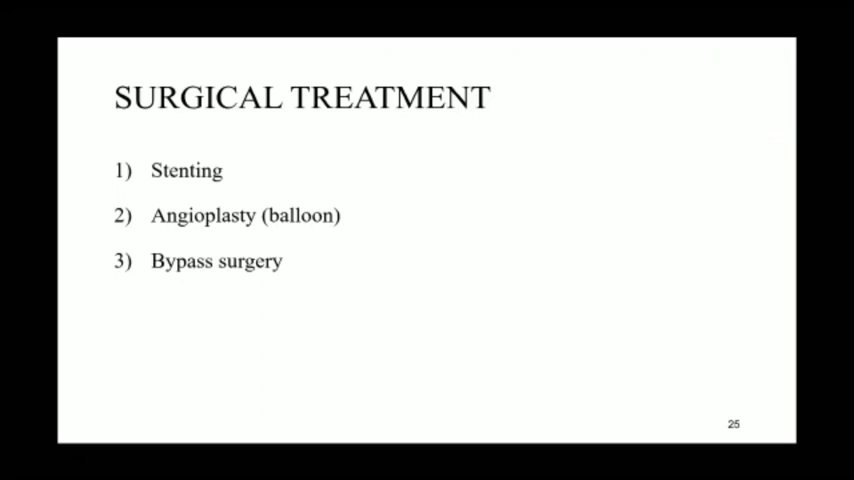 SURGICAL TREATMENT
1) Stenting
2) Angioplasty (balloon)
3) Bypass surgery
25